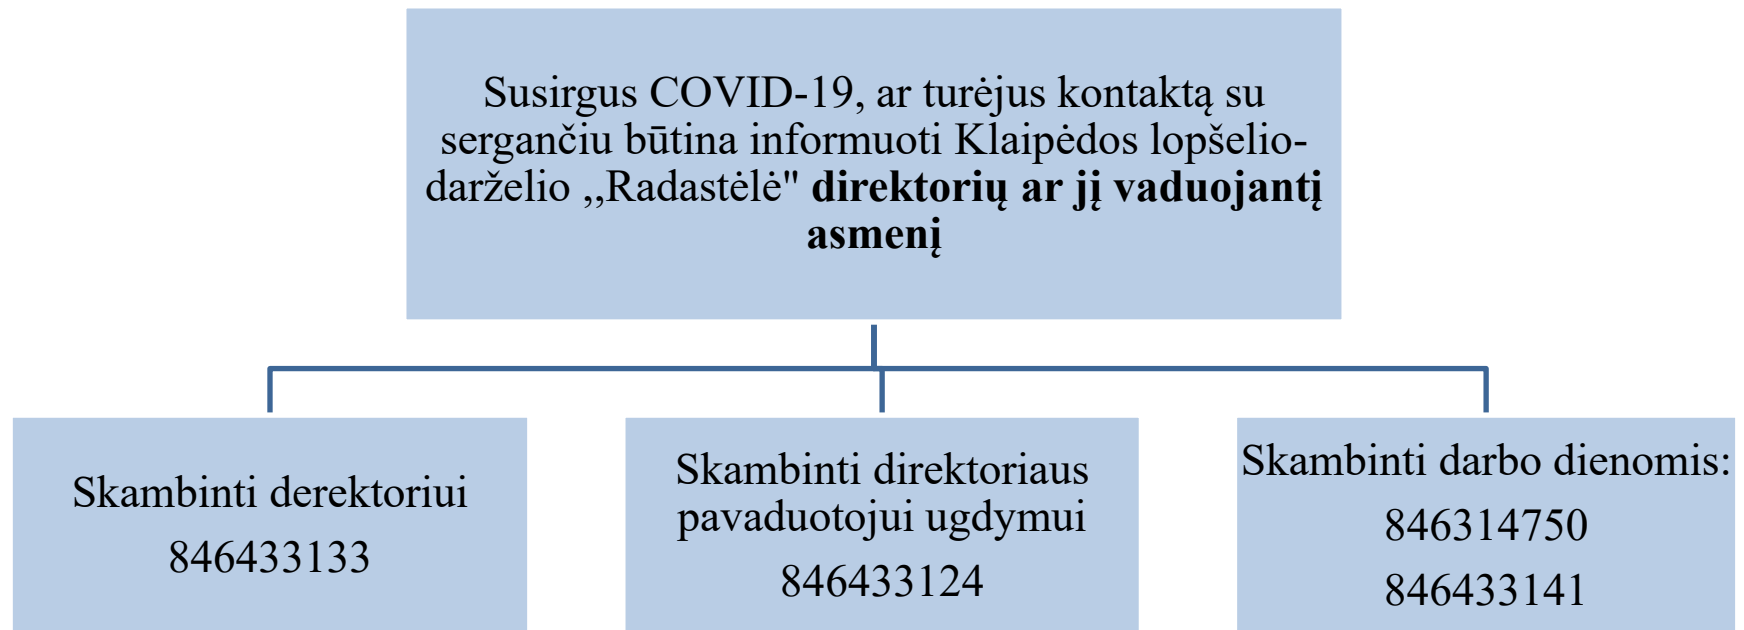 Susirgus COVID-19, ar turėjus kontaktą su
sergančiu būtina informuoti Klaipėdos lopšelio-
darželio ,,Radastėlė" direktorių ar jį vaduojantį
asmenį
Skambinti derektoriui
846433133
Skambinti direktoriaus
pavaduotojui ugdymui
846433124
Skambinti darbo dienomis:
846314750
846433141